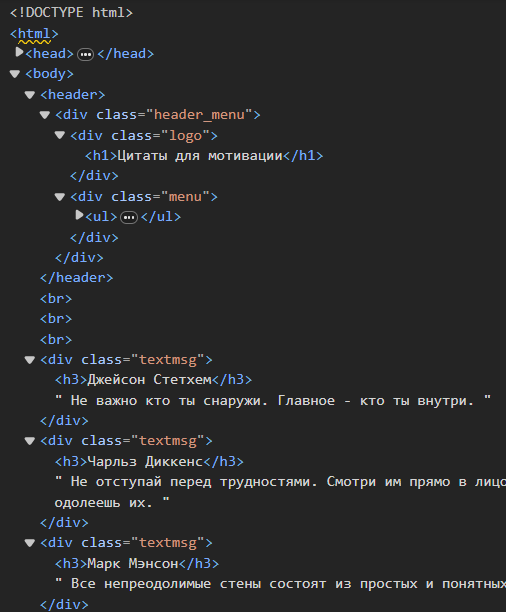 <!DOCTYPE html>
<html>
<head> ••• </head>
<body>
<header>
<div class="header_menu">
<div class="logo">
<h1>Цитаты для мотивации</h1>
</div>
<div class="menu">
<ul> ••• </ul>
</div>
</div>
</header>
<br>
<br>
<br>
<div class="textmsg">
<h3>Джейсон Стетхем</h3>
" Не важно кто ты снаружи. Главное - кто ты внутри. "
</div>
<div class="textmsg">
<h3>Чарльз Диккенс</h3>
" Не отступай перед трудностями. Смотри им прямо в лицо
одолеешь их. "
</div>
<div class="textmsg">
<h3>Марк Мэнсон</h3>
" Все непреодолимые стены состоят из простых и понятных
</div>